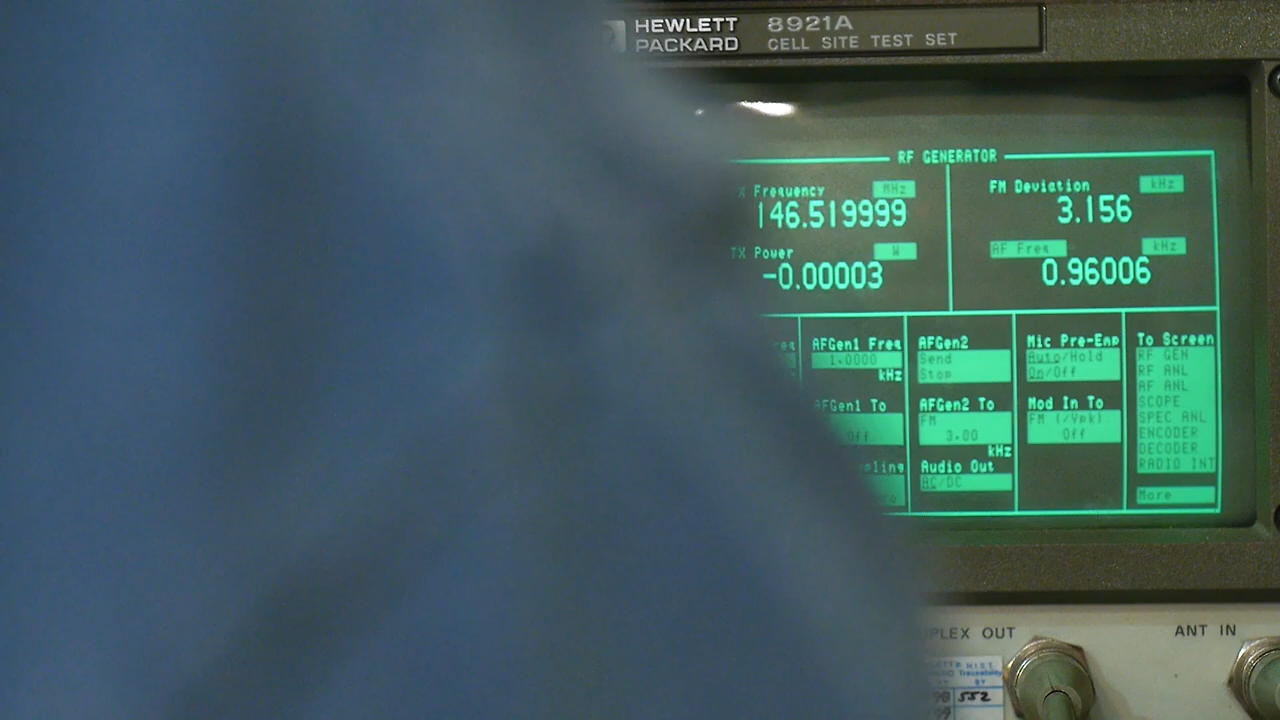 HEWLETT
PACKARD
8921A
CELL SITE TEST SET
RF GENERATOR
Frequency MHz
146.519999
TX Power W
-0.00003
FM Deviation kHz
3.156
AF Freq kHz
0.96006
AFGen1 Freq
1.0000
kHz
AFGen1 To
Off
AFGen2
Send
Stop
AFGen2 To
FM
3.00
kHz
Audio Out
AC/DC
Mic Pre-Emp
Auto/Hold
On/Off
Mod In To
FM (/Vpk)
Off
To Screen
RF GEN
RF ANL
AF ANL
SCOPE
SPEC ANL
ENCODER
DECODER
RADIO INT
More
OUT
ANT IN
N.I.S.T.
Traceability
BY
552